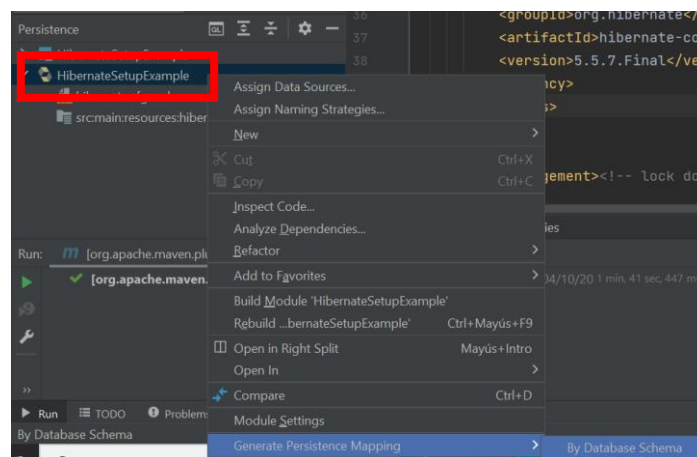 Persistence
36
<groupId>org.hibernate</
37
<artifactId>hibernate-co
38
<version>5.5.7.Final</ve
HibernateSetupExample
ncy>
s>
src:main:resources:hiber
Assign Data Sources...
Assign Naming Strategies...
New
Cut Ctrl+X
Copy Ctrl+C
gement><!-- lock do
Inspect Code...
Analyze Dependencies...
ies
Refactor
Run: [org.apache.maven.plu
Add to Favorites
[org.apache.maven.
04/10/20 1 min, 41 sec, 447 m
Build Module 'HibernateSetupExample'
Rebuild ...bernateSetupExample' Ctrl+Mayús+F9
Open in Right Split Mayús+Intro
Open In
Compare Ctrl+D
Run TODO Problems
Module Settings
By Database Schema
Generate Persistence Mapping
By Database Schema